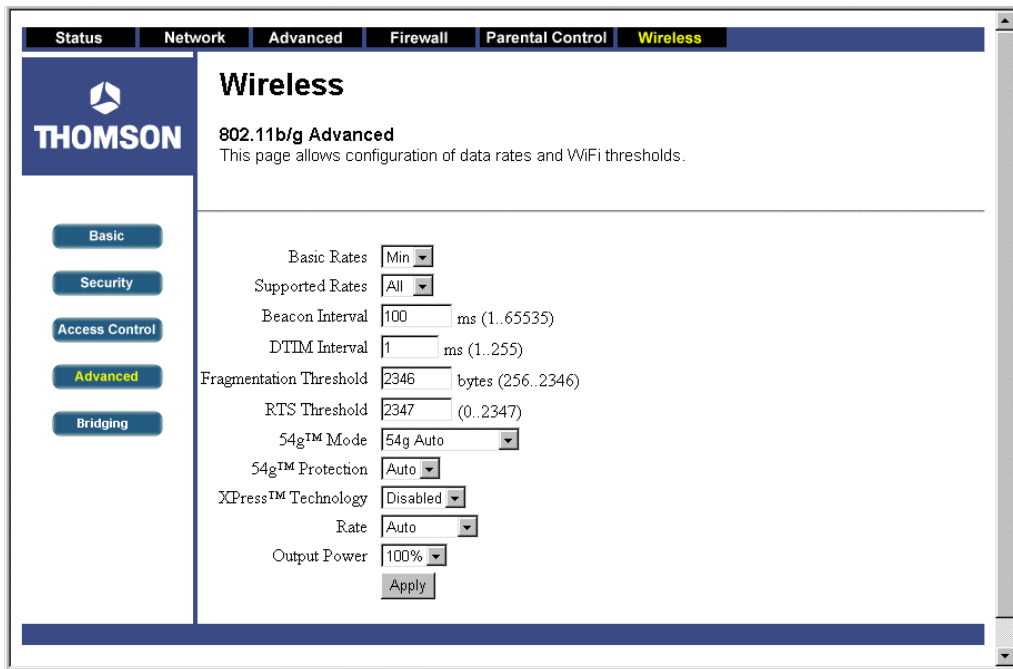 Status Network Advanced Firewall Parental Control Wireless
THOMSON
Wireless
802.11b/g Advanced
This page allows configuration of data rates and WiFi thresholds.
Basic
Security
Access Control
Advanced
Bridging
Basic Rates Min
Supported Rates All
Beacon Interval 100 ms (1..65535)
DTIM Interval 1 ms (1..255)
Fragmentation Threshold 2346 bytes (256..2346)
RTS Threshold 2347 (0..2347)
54g™ Mode 54g Auto
54g™ Protection Auto
XPress™ Technology Disabled
Rate Auto
Output Power 100%
Apply